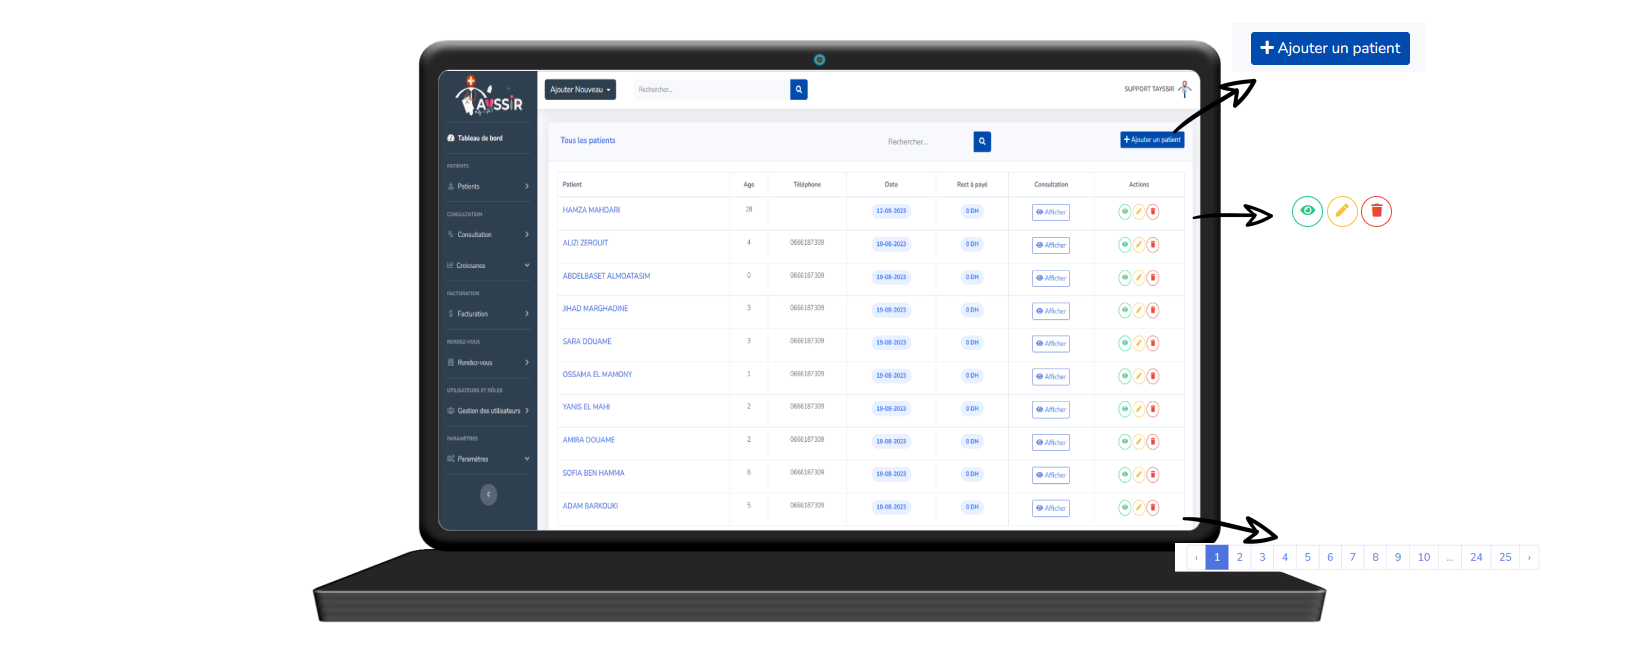 + Ajouter un patient
TAYSSIR
Ajouter Nouveau
Rechercher...
SUPPORT TAYSSIR
Tableau de bord
PATIENTS
Patients
CONSULTATION
Consultation
Croissance
FACTURATION
Facturation
RENDEZ-VOUS
Rendez-vous
UTILISATEURS ET RÔLES
Gestion des utilisateurs
PARAMÈTRES
Paramètres
Tous les patients
Rechercher...
+ Ajouter un patient
Patient Age Téléphone Date Rest à payé Consultation Actions
HAMZA MAHDARI 28 12-09-2023 0 DH Afficher
ALIZI ZEROUIT 4 0666187309 19-08-2023 0 DH Afficher
ABDELBASET ALMOATASIM 0 0666187309 19-08-2023 0 DH Afficher
JIHAD MARGHADINE 3 0666187309 19-08-2023 0 DH Afficher
SARA DOUAME 3 0666187309 19-08-2023 0 DH Afficher
OSSAMA EL MAMONY 1 0666187309 19-08-2023 0 DH Afficher
YANIS EL MAHI 2 0666187309 19-08-2023 0 DH Afficher
AMIRA DOUAME 2 0666187309 19-08-2023 0 DH Afficher
SOFIA BEN HAMMA 6 0666187309 19-08-2023 0 DH Afficher
ADAM BARKOUKI 5 0666187309 18-08-2023 0 DH Afficher
‹ 1 2 3 4 5 6 7 8 9 10 ... 24 25 ›